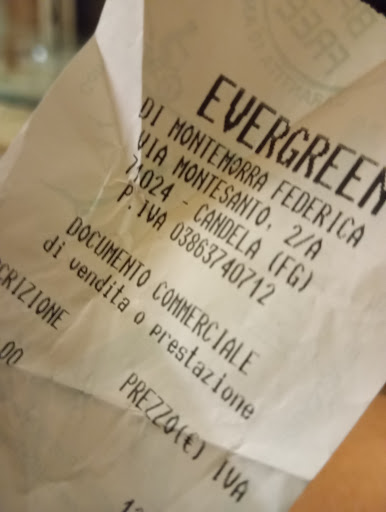 EVERGREEN
DI MONTEMORRA FEDERICA
VIA MONTESANTO, 2/A
71024 - CANDELA (FG)
P.IVA 03863740712
DOCUMENTO COMMERCIALE
di vendita o prestazione
CRIZIONE
PREZZO(€) IVA
00